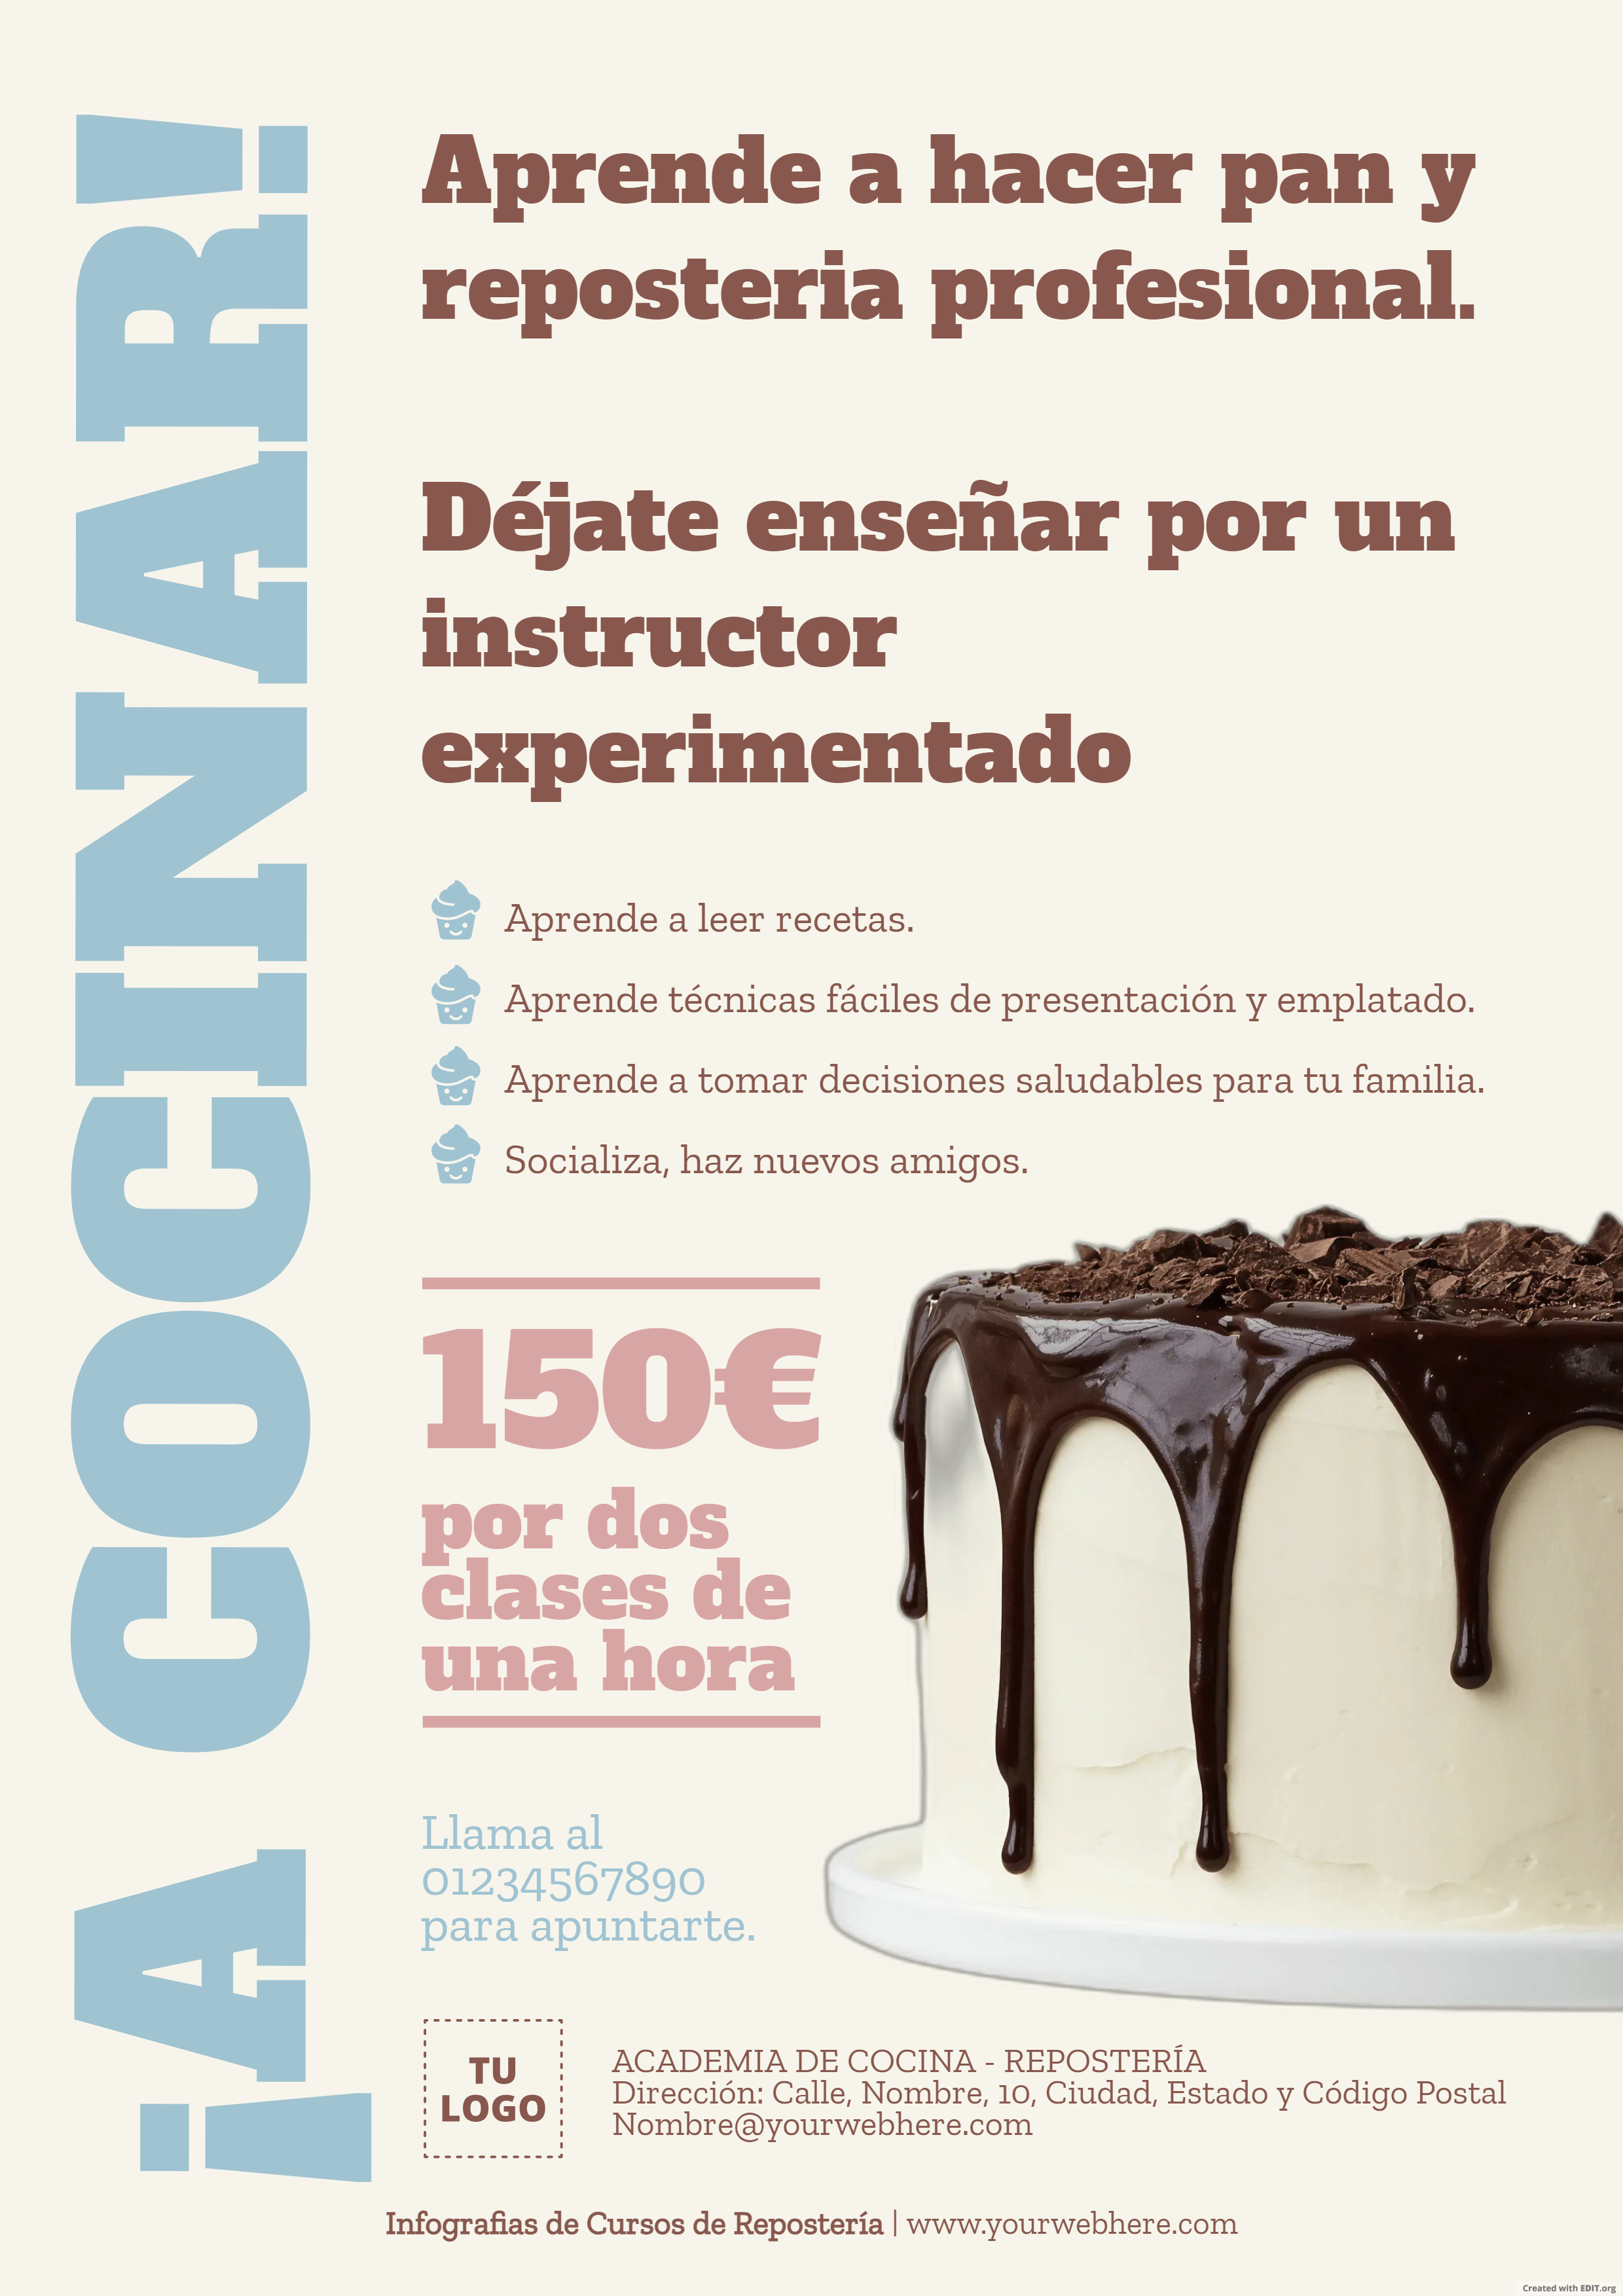 ¡A COCINAR!
Aprende a hacer pan y
reposteria profesional.
Déjate enseñar por un
instructor
experimentado
Aprende a leer recetas.
Aprende técnicas fáciles de presentación y emplatado.
Aprende a tomar decisiones saludables para tu familia.
Socializa, haz nuevos amigos.
150€
por dos
clases de
una hora
Llama al
01234567890
para apuntarte.
TU
LOGO
ACADEMIA DE COCINA - REPOSTERÍA
Dirección: Calle, Nombre, 10, Ciudad, Estado y Código Postal
Nombre@yourwebhere.com
Infografias de Cursos de Repostería | www.yourwebhere.com
Created with EDIT.org